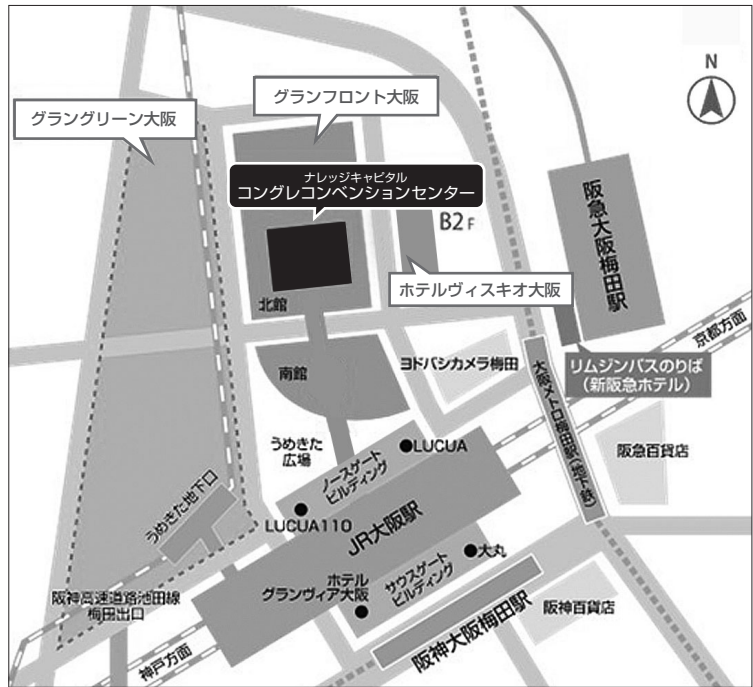 N
グランフロント大阪
グラングリーン大阪
ナレッジキャピタル
コングレコンベンションセンター
阪急大阪梅田駅
B2F
ホテルヴィスキオ大阪
北館
京都方面
南館
ヨドバシカメラ梅田
リムジンバスのりば
(新阪急ホテル)
大阪メトロ梅田駅(地下鉄)
うめきた
広場
LUCUA
阪急百貨店
ノースゲート
ビルディング
うめきた地下口
LUCUA110
JR大阪駅
大丸
ホテル
グランヴィア大阪
サウスゲート
ビルディング
阪神高速道路池田線
梅田出口
阪神百貨店
阪神大阪梅田駅
神戸方面